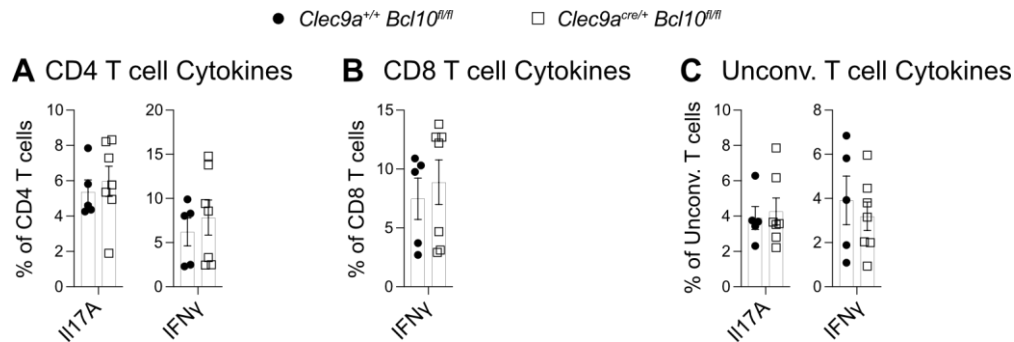 Clec9a+/+ Bcl10fl/fl
Clec9acre/+ Bcl10fl/fl
A CD4 T cell Cytokines
% of CD4 T cells
10
8
6
4
2
0
Il17A
20
15
10
5
0
IFNγ
B CD8 T cell Cytokines
% of CD8 T cells
15
10
5
0
IFNγ
C Unconv. T cell Cytokines
% of Unconv. T cells
10
8
6
4
2
0
Il17A
8
6
4
2
0
IFNγ